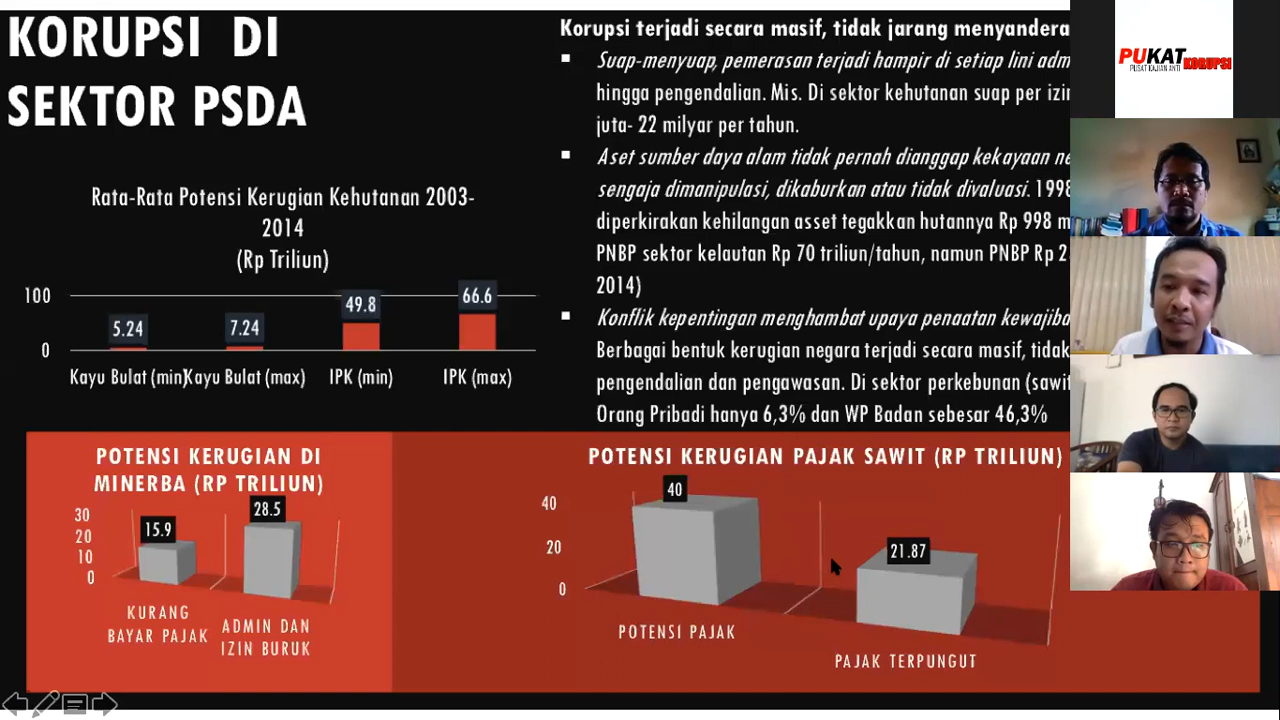 KORUPSI DI
SEKTOR PSDA
Rata-Rata Potensi Kerugian Kehutanan 2003-
2014
(Rp Triliun)
100
0
5.24
7.24
49.8
66.6
Kayu Bulat (min)
Kayu Bulat (max)
IPK (min)
IPK (max)
Korupsi terjadi secara masif, tidak jarang menyandera
Suap-menyuap, pemerasan terjadi hampir di setiap lini adm
hingga pengendalian. Mis. Di sektor kehutanan suap per izin
juta- 22 milyar per tahun.
Aset sumber daya alam tidak pernah dianggap kekayaan ne
sengaja dimanipulasi, dikaburkan atau tidak divaluasi. 1998
diperkirakan kehilangan asset tegakkan hutannya Rp 998 m
PNBP sektor kelautan Rp 70 triliun/tahun, namun PNBP Rp 2
2014)
Konflik kepentingan menghambat upaya penaatan kewajiba
Berbagai bentuk kerugian negara terjadi secara masif, tidak
pengendalian dan pengawasan. Di sektor perkebunan (sawit
Orang Pribadi hanya 6,3% dan WP Badan sebesar 46,3%
POTENSI KERUGIAN DI
MINERBA (RP TRILIUN)
30
20
10
0
15.9
28.5
KURANG
BAYAR PAJAK
ADMIN DAN
IZIN BURUK
POTENSI KERUGIAN PAJAK SAWIT (RP TRILIUN)
40
20
0
40
21.87
POTENSI PAJAK
PAJAK TERPUNGUT
PUKAT
PUSAT KAJIAN ANTI KORUPSI